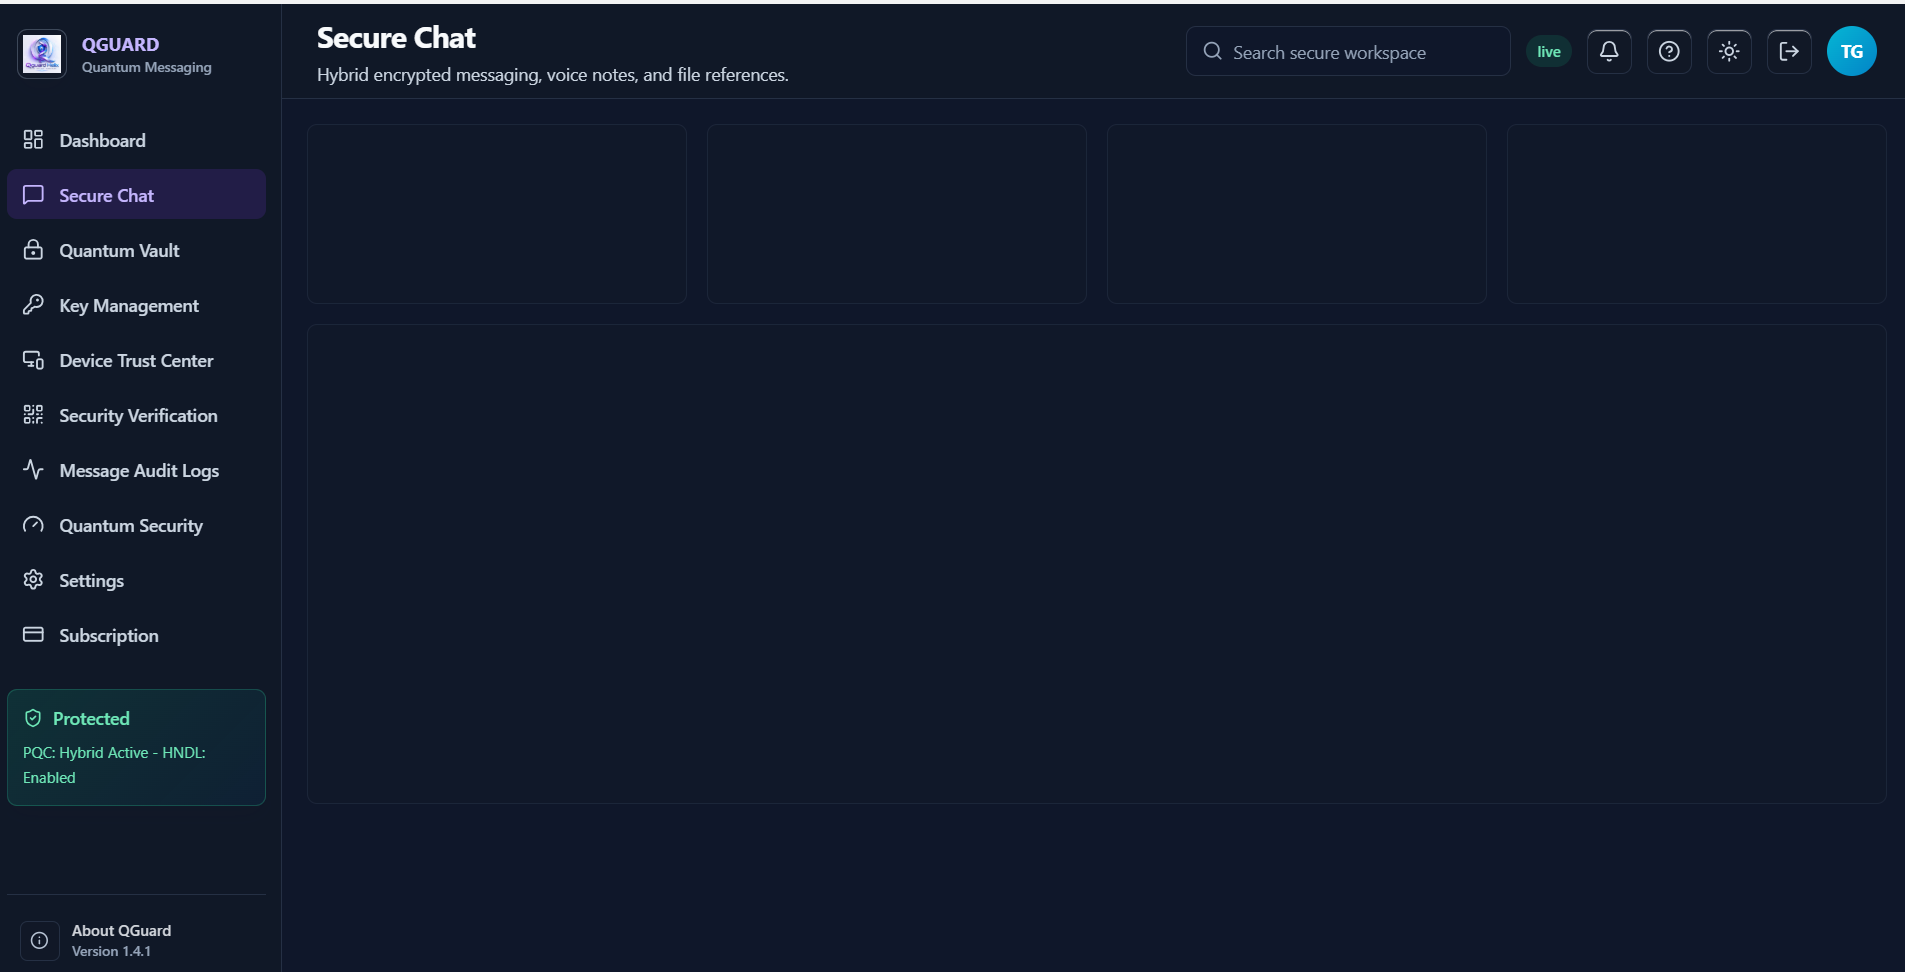 QGUARD
Quantum Messaging
Dashboard
Secure Chat
Quantum Vault
Key Management
Device Trust Center
Security Verification
Message Audit Logs
Quantum Security
Settings
Subscription
Protected
PQC: Hybrid Active - HNDL:
Enabled
About QGuard
Version 1.4.1
Secure Chat
Hybrid encrypted messaging, voice notes, and file references.
Search secure workspace
live
TG